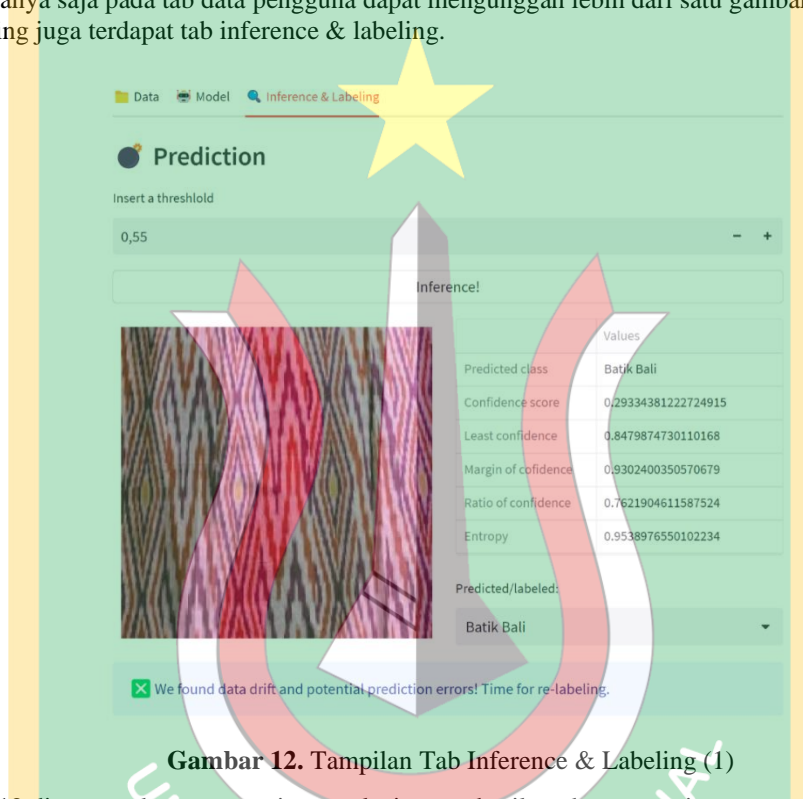 saja pada tab data pengguna dapat mengunggah lebih dari satu gambar
juga terdapat tab inference & labeling.
Data Model Inference & Labeling
Prediction
Insert a threshlold
0,55 - +
Inference!
Values
Predicted class Batik Bali
Confidence score 0.29334381222724915
Least confidence 0.8479874730110168
Margin of cofidence 0.9302400350570679
Ratio of confidence 0.7621904611587524
Entropy 0.9538976550102234
Predicted/labeled:
Batik Bali
We found data drift and potential prediction errors! Time for re-labeling.
Gambar 12. Tampilan Tab Inference & Labeling (1)